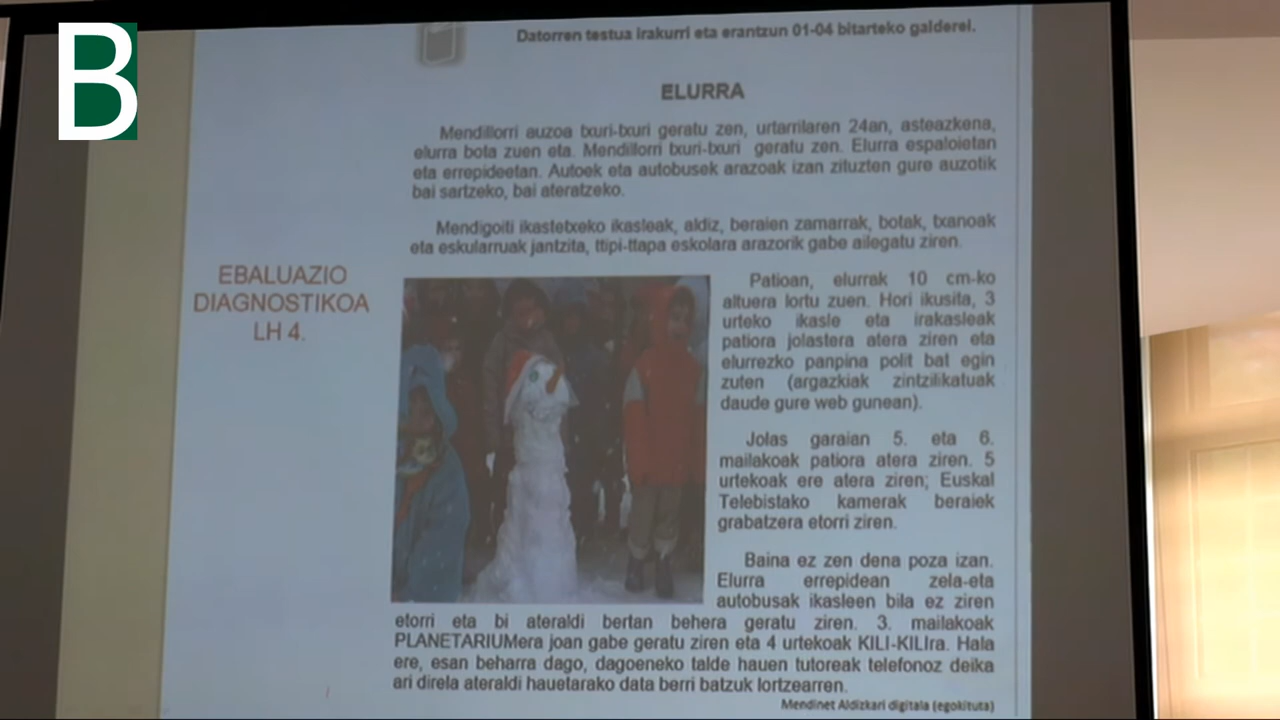 B
Datorren testua irakurri eta erantzun 01-04 bitarteko galderei.
ELURRA
Mendillorri auzoa txuri-txuri geratu zen, urtarrilaren 24an, asteazkena,
elurra bota zuen eta. Mendillorri txuri-txuri geratu zen. Elurra espaloietan
eta errepideetan. Autoek eta autobusek arazoak izan zituzten gure auzotik
bai sartzeko, bai ateratzeko.
Mendigoiti ikastetxeko ikasleak, aldiz, beraien zamarrak, botak, txanoak
eta eskularruak jantzita, ttipi-ttapa eskolara arazorik gabe ailegatu ziren.
EBALUAZIO
DIAGNOSTIKOA
LH 4.
Patioan, elurrak 10 cm-ko
altuera lortu zuen. Hori ikusita, 3
urteko ikasle eta irakasleak
patiora jolastera atera ziren eta
elurrezko panpina polit bat egin
zuten (argazkiak zintzilikatuak
daude gure web gunean).
Jolas garaian 5. eta 6.
mailakoak patiora atera ziren. 5
urtekoak ere atera ziren; Euskal
Telebistako kamerak beraiek
grabatzera etorri ziren.
Baina ez zen dena poza izan.
Elurra errepidean zela-eta
autobusak ikasleen bila ez ziren
etorri eta bi ateraldi bertan behera geratu ziren. 3. mailakoak
PLANETARIUMera joan gabe geratu ziren eta 4 urtekoak KILI-KILIra. Hala
ere, esan beharra dago, dagoeneko talde hauen tutoreak telefonoz deika
ari direla ateraldi hauetarako data berri batzuk lortzearren.
Mendinet Aldizkari digitala (egokituta)